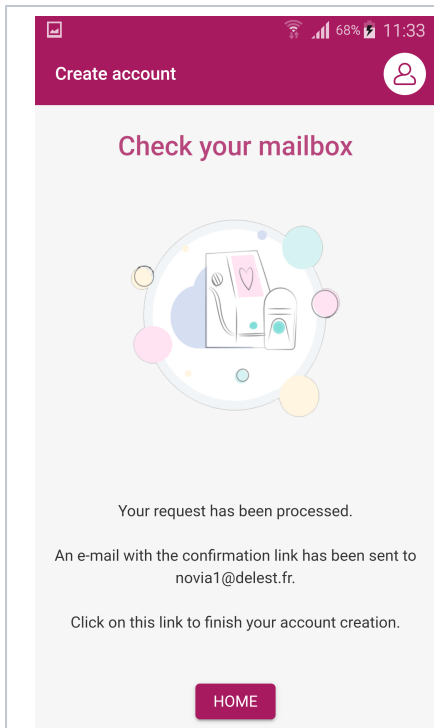 68% 11:33
Create account
Check your mailbox
Your request has been processed.
An e-mail with the confirmation link has been sent to
novia1@delest.fr.
Click on this link to finish your account creation.
HOME